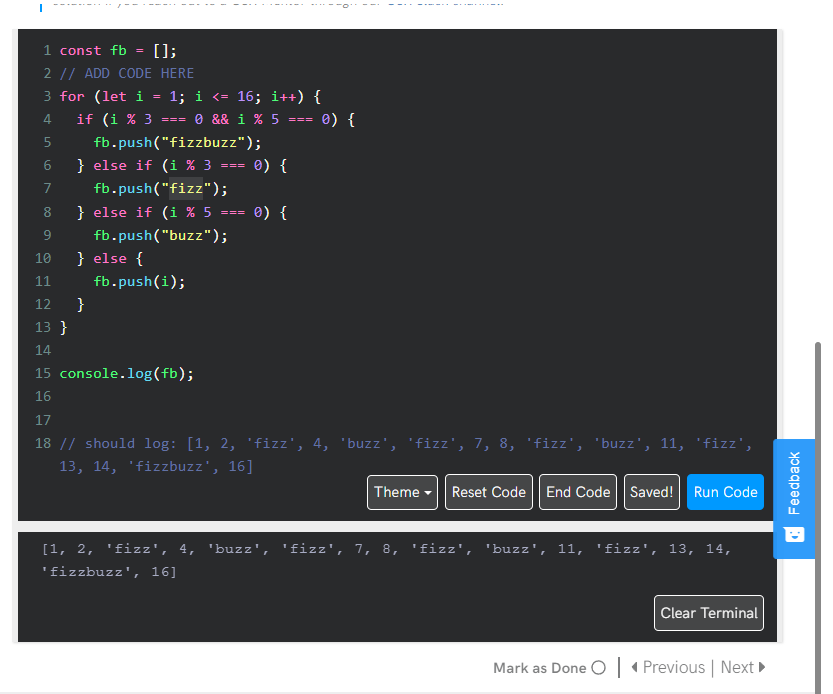 1 const fb = [];
2 // ADD CODE HERE
3 for (let i = 1; i <= 16; i++) {
4 if (i % 3 === 0 && i % 5 === 0) {
5 fb.push("fizzbuzz");
6 } else if (i % 3 === 0) {
7 fb.push("fizz");
8 } else if (i % 5 === 0) {
9 fb.push("buzz");
10 } else {
11 fb.push(i);
12 }
13 }
14
15 console.log(fb);
16
17
18 // should log: [1, 2, 'fizz', 4, 'buzz', 'fizz', 7, 8, 'fizz', 'buzz', 11, 'fizz',
13, 14, 'fizzbuzz', 16]
Theme Reset Code End Code Saved! Run Code
Feedback
[1, 2, 'fizz', 4, 'buzz', 'fizz', 7, 8, 'fizz', 'buzz', 11, 'fizz', 13, 14,
'fizzbuzz', 16]
Clear Terminal
Mark as Done | Previous | Next